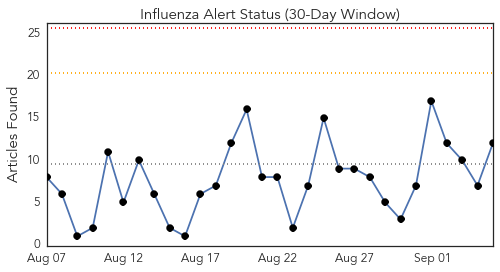 Influenza Alert Status (30-Day Window)
Articles Found
25
20
15
10
5
0
Aug 07 Aug 12 Aug 17 Aug 22 Aug 27 Sep 01